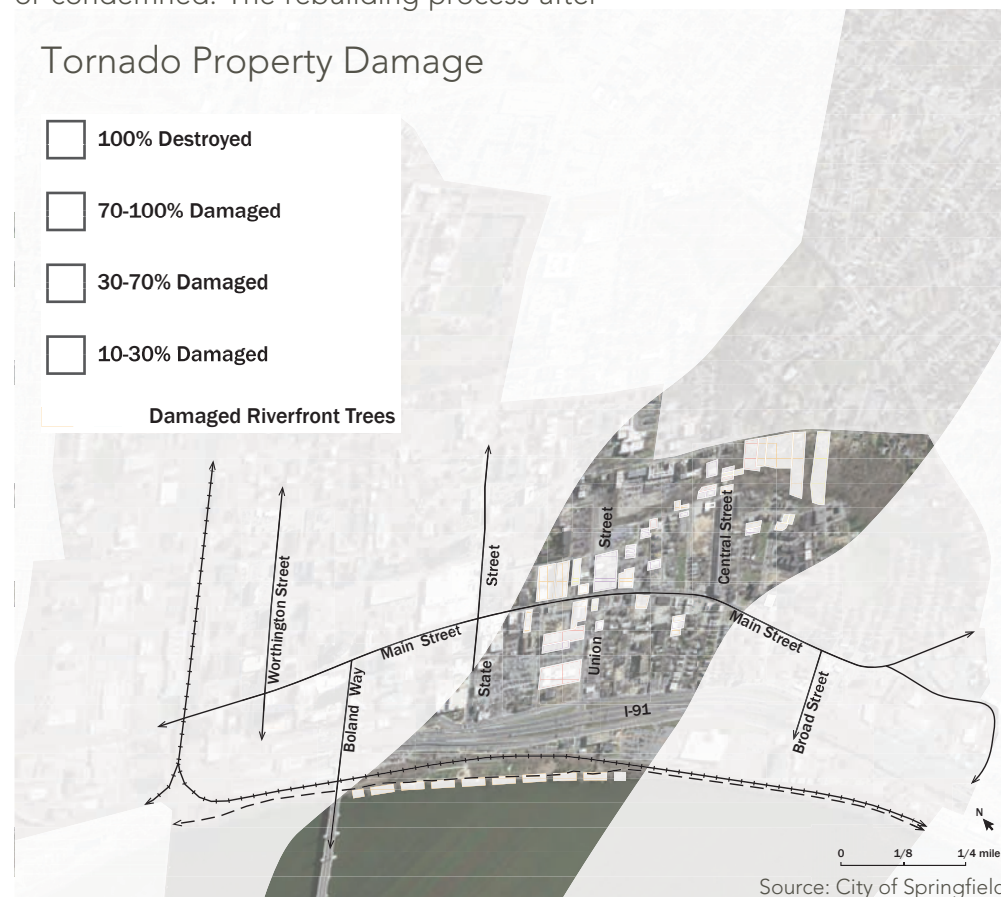 or condemned. The rebuilding process after
Tornado Property Damage
100% Destroyed
70-100% Damaged
30-70% Damaged
10-30% Damaged
Damaged Riverfront Trees
Worthington Street
Main Street
Boland Way
State
Street
Union
Street
Central Street
Main Street
Broad Street
I-91
N
0 1/8 1/4 mile
Source: City of Springfield